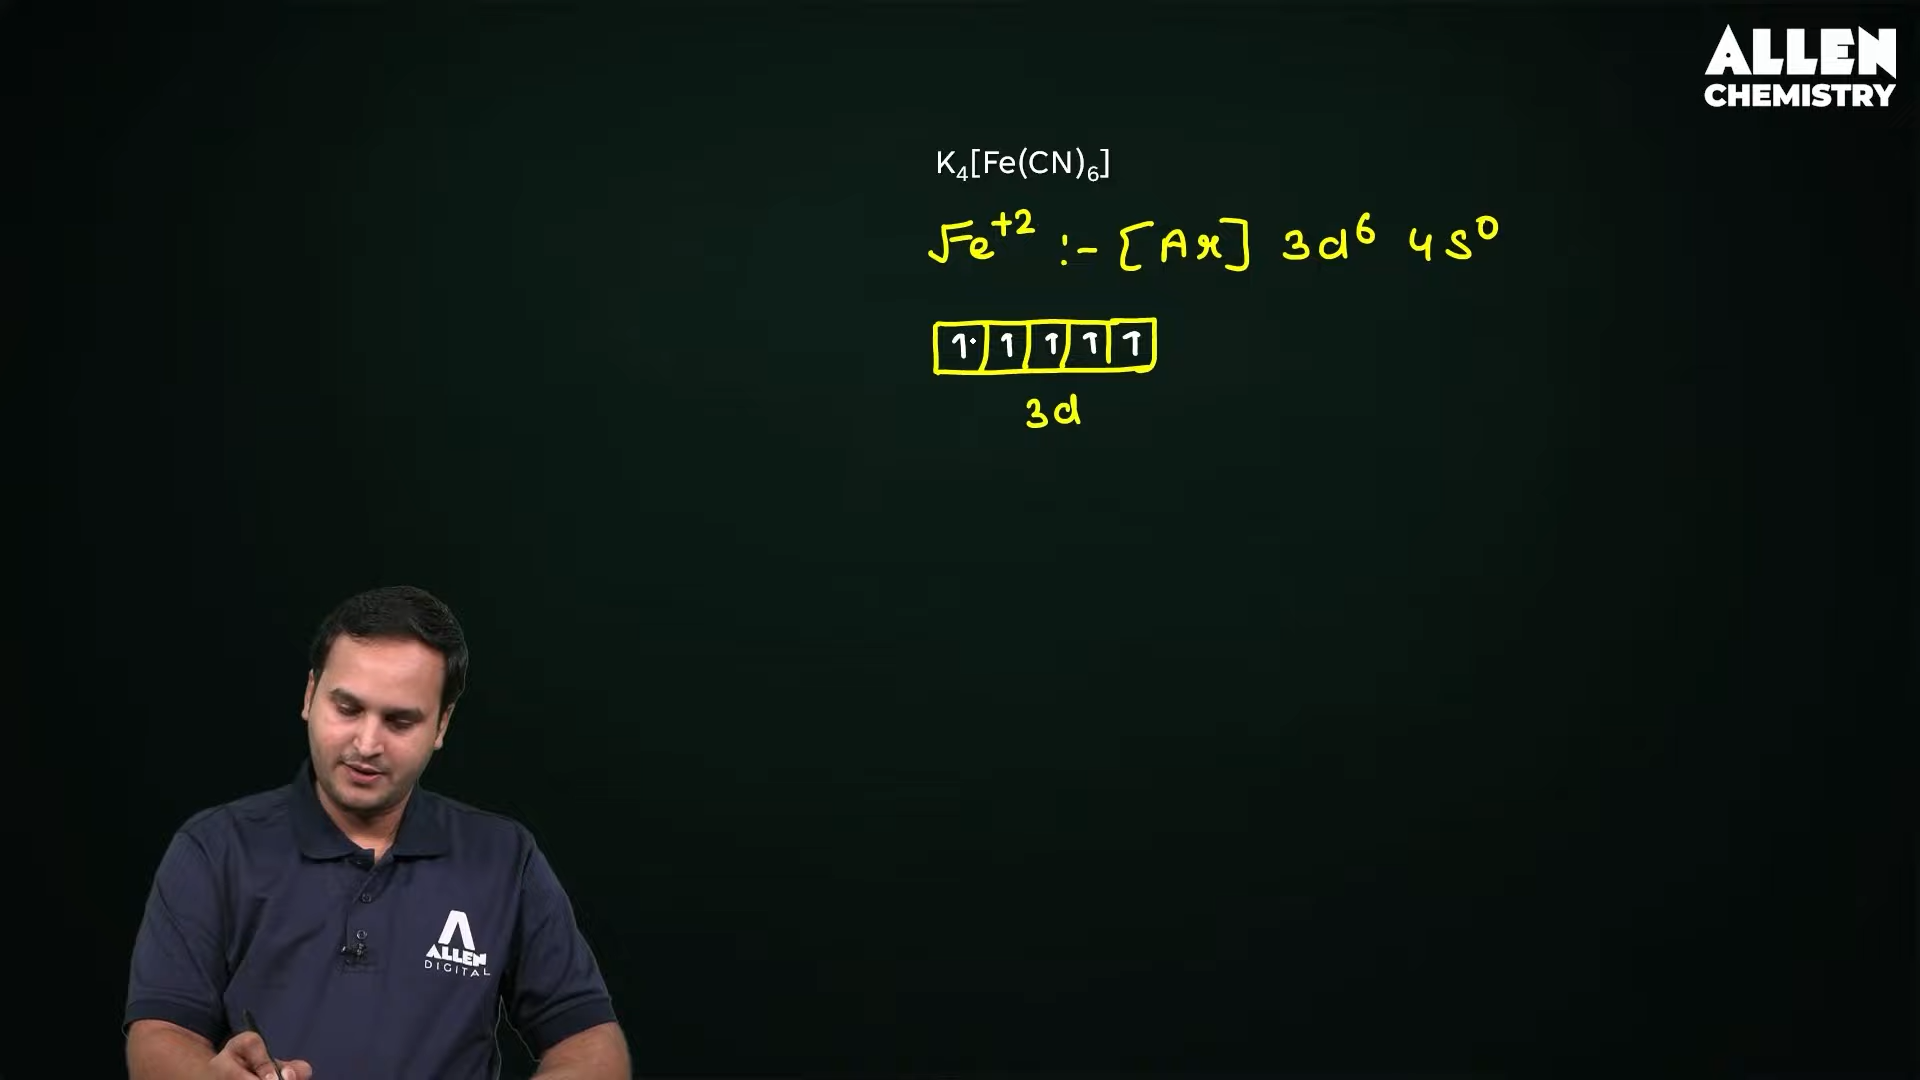 ALLEN
CHEMISTRY
K₄[Fe(CN)₆]
Fe⁺² :- [Ar] 3d⁶ 4s⁰
↑ ↑ ↑ ↑ ↑
3d
ALLEN
DIGITAL